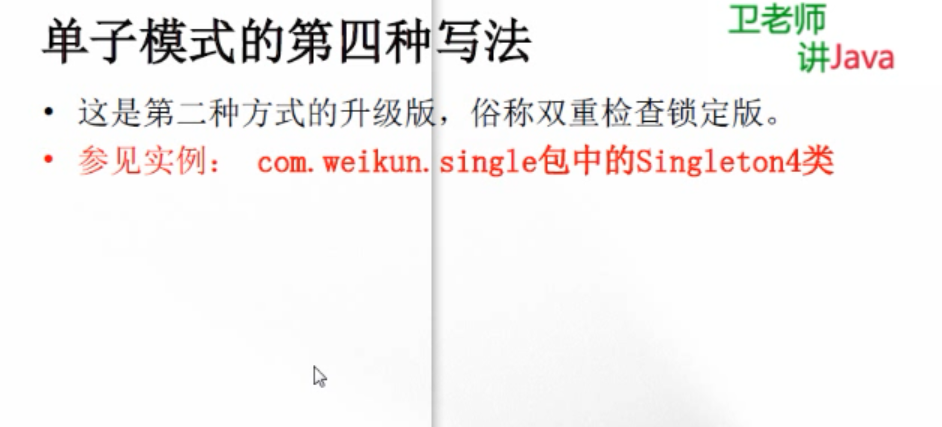 单子模式的第四种写法
卫老师
讲Java
• 这是第二种方式的升级版，俗称双重检查锁定版。
• 参见实例： com.weikun.single包中的Singleton4类